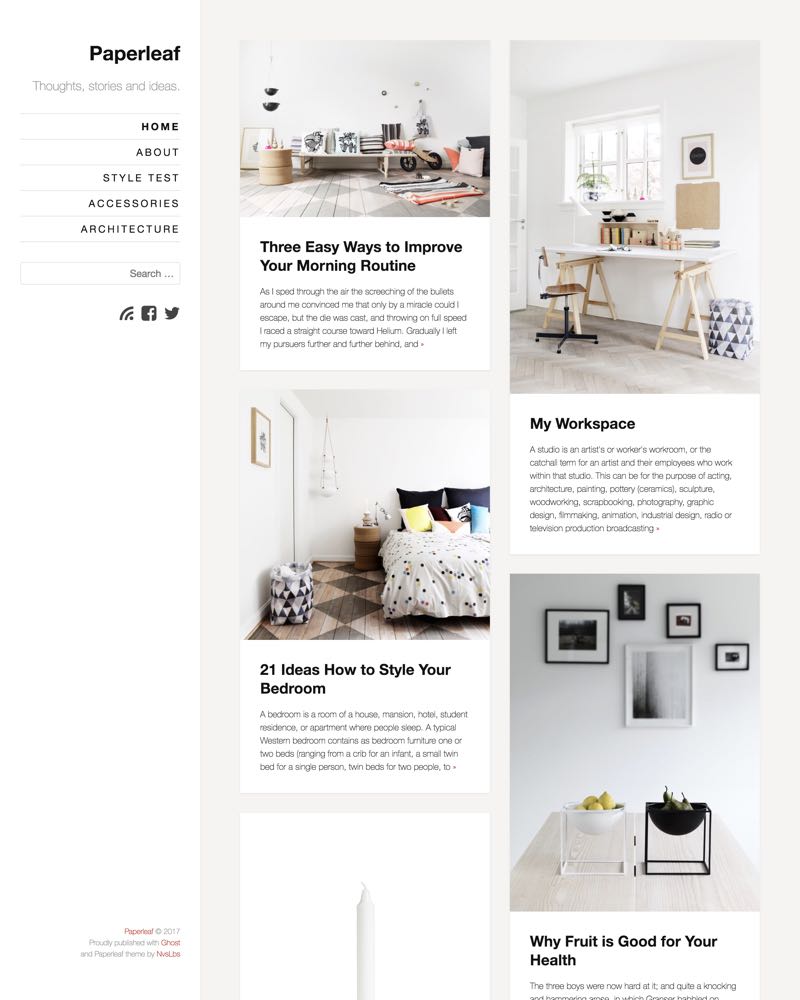 Paperleaf
Thoughts, stories and ideas.
HOME
ABOUT
STYLE TEST
ACCESSORIES
ARCHITECTURE
Search ...
Three Easy Ways to Improve
Your Morning Routine
As I sped through the air the screeching of the bullets
around me convinced me that only by a miracle could I
escape, but the die was cast, and throwing on full speed
I raced a straight course toward Helium. Gradually I left
my pursuers further and further behind, and »
21 Ideas How to Style Your
Bedroom
A bedroom is a room of a house, mansion, hotel, student
residence, or apartment where people sleep. A typical
Western bedroom contains as bedroom furniture one or
two beds (ranging from a crib for an infant, a small twin
bed for a single person, twin beds for two people, to »
My Workspace
A studio is an artist's or worker's workroom, or the
catchall term for an artist and their employees who work
within that studio. This can be for the purpose of acting,
architecture, painting, pottery (ceramics), sculpture,
woodworking, scrapbooking, photography, graphic
design, filmmaking, animation, industrial design, radio or
television production broadcasting »
Why Fruit is Good for Your
Health
The three boys were now hard at it; and quite a knocking
and hammering arose, in which Granser babbled on
Paperleaf © 2017
Proudly published with Ghost
and Paperleaf theme by NvsLbs